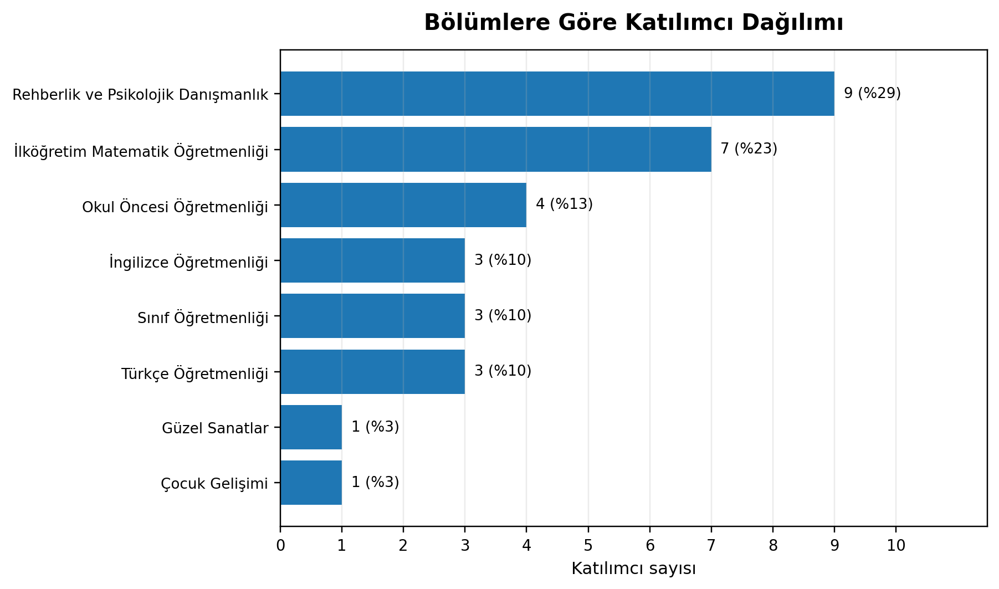 Bölümlere Göre Katılımcı Dağılımı
Rehberlik ve Psikolojik Danışmanlık
9 (%29)
İlköğretim Matematik Öğretmenliği
7 (%23)
Okul Öncesi Öğretmenliği
4 (%13)
İngilizce Öğretmenliği
3 (%10)
Sınıf Öğretmenliği
3 (%10)
Türkçe Öğretmenliği
3 (%10)
Güzel Sanatlar
1 (%3)
Çocuk Gelişimi
1 (%3)
0 1 2 3 4 5 6 7 8 9 10
Katılımcı sayısı